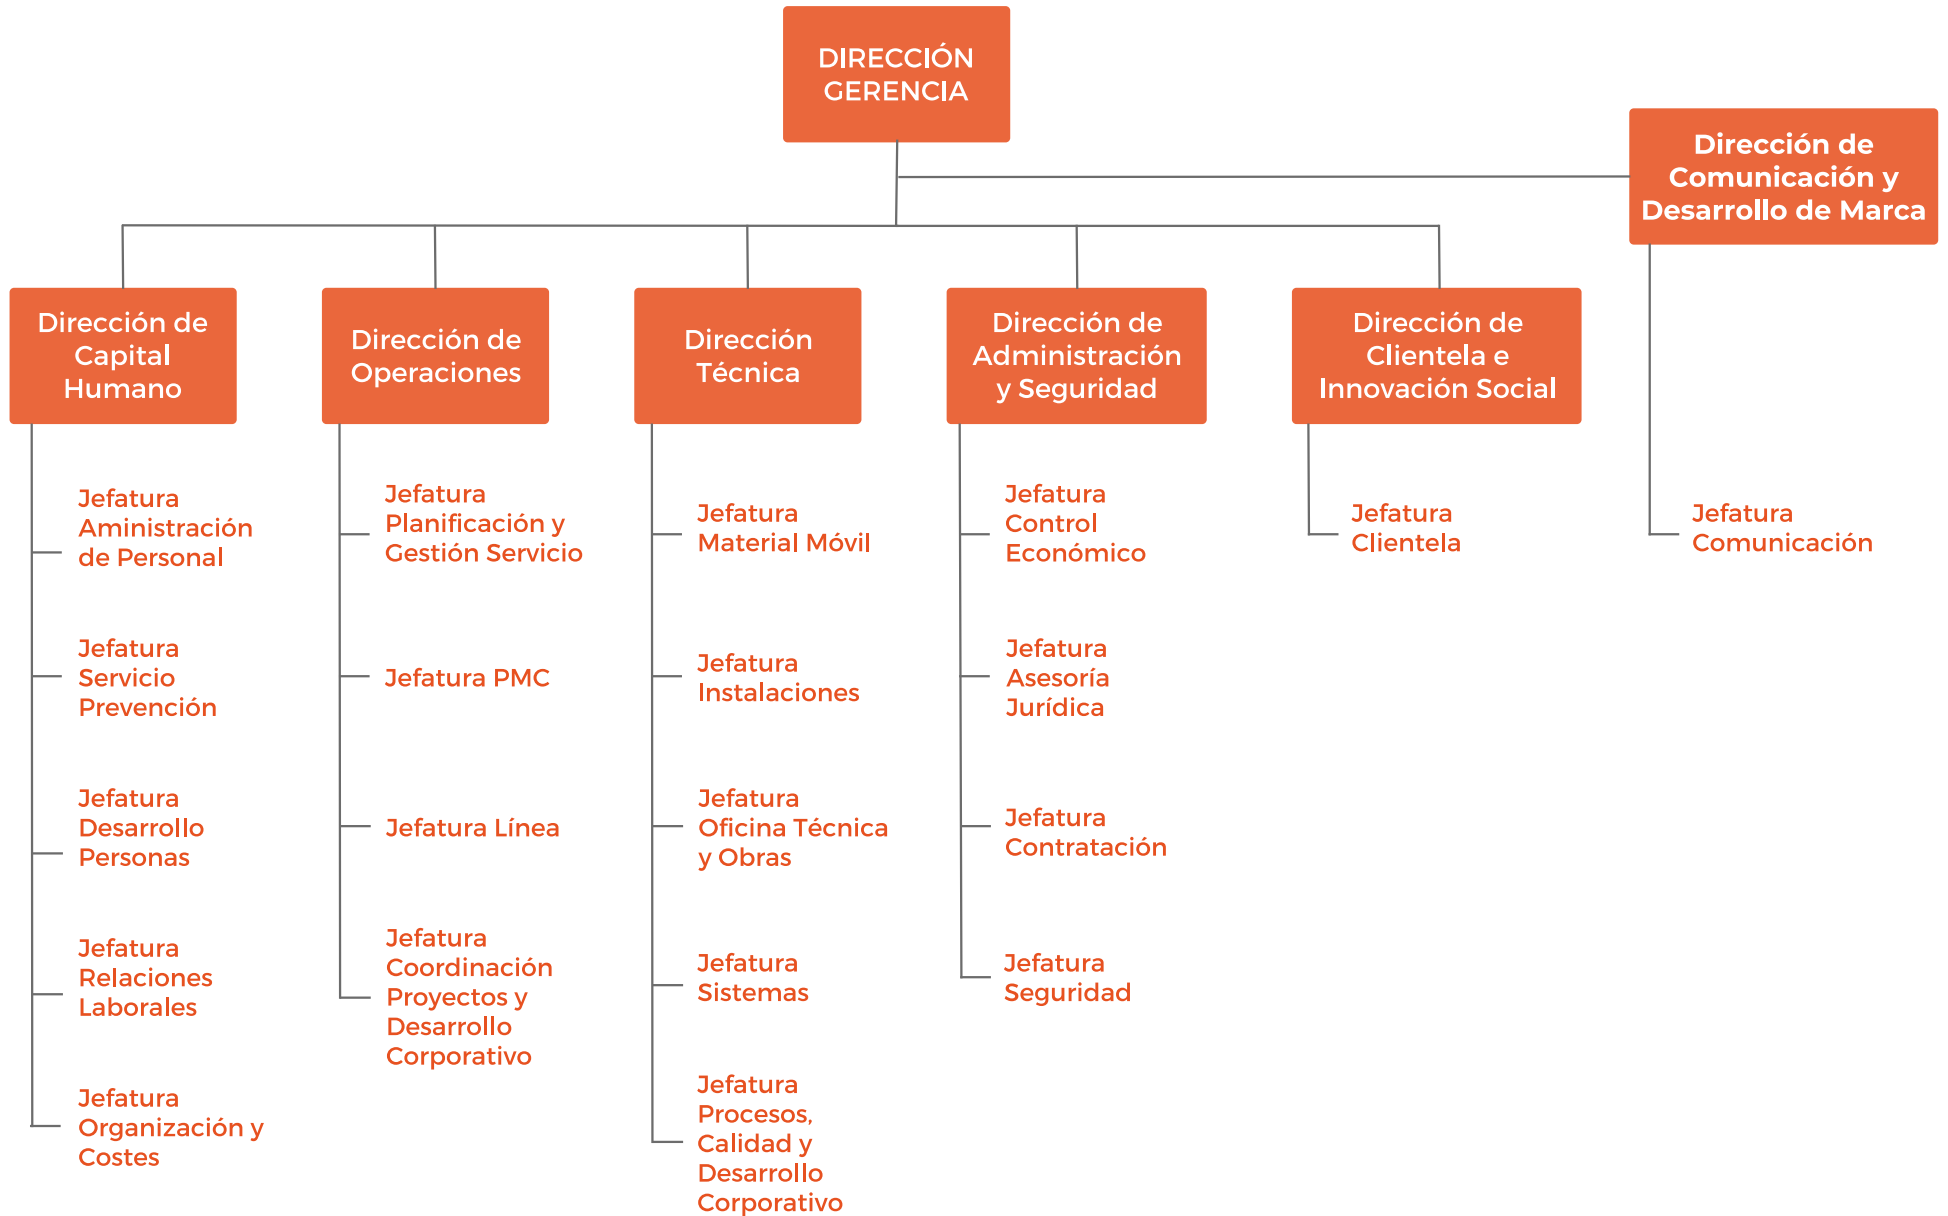 DIRECCIÓN
GERENCIA
Dirección de
Comunicación y
Desarrollo de Marca
Dirección de
Capital
Humano
Dirección de
Operaciones
Dirección
Técnica
Dirección de
Administración
y Seguridad
Dirección de
Clientela e
Innovación Social
Jefatura
Aministración
de Personal
Jefatura
Servicio
Prevención
Jefatura
Desarrollo
Personas
Jefatura
Relaciones
Laborales
Jefatura
Organización y
Costes
Jefatura
Planificación y
Gestión Servicio
Jefatura PMC
Jefatura Línea
Jefatura
Coordinación
Proyectos y
Desarrollo
Corporativo
Jefatura
Material Móvil
Jefatura
Instalaciones
Jefatura
Oficina Técnica
y Obras
Jefatura
Sistemas
Jefatura
Procesos,
Calidad y
Desarrollo
Corporativo
Jefatura
Control
Económico
Jefatura
Asesoría
Jurídica
Jefatura
Contratación
Jefatura
Seguridad
Jefatura
Clientela
Jefatura
Comunicación